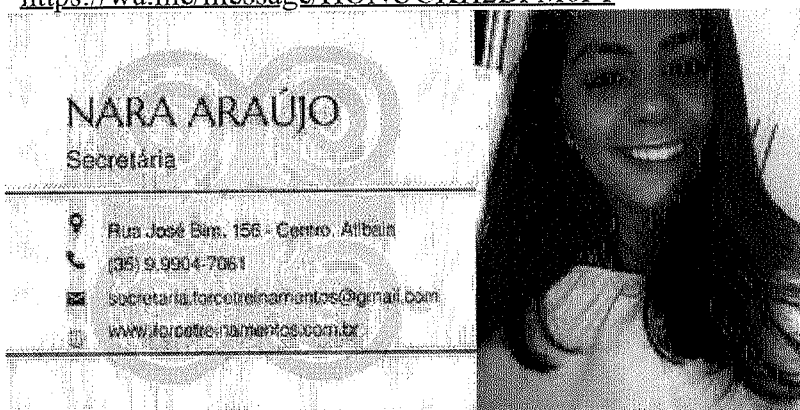 NARA ARAÚJO
Secretária
Rua José Bim, 156 - Centro, Atibaia
(35) 9.9904-7061
secretaria.forcetreinamentos@gmail.com
www.forcetreinamentos.com.br